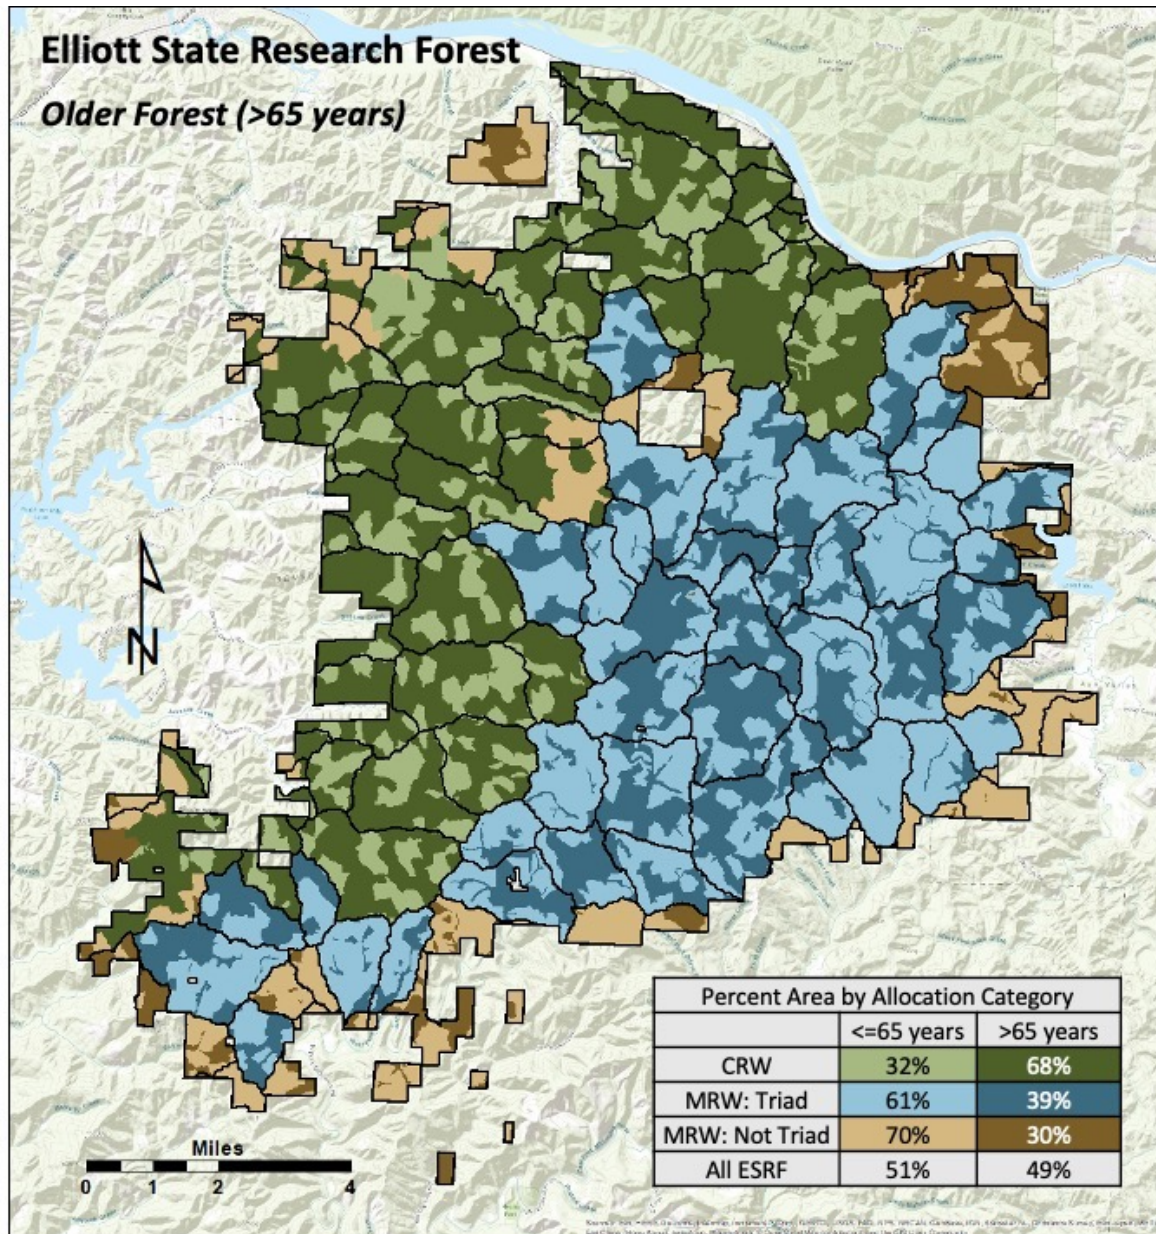 Elliott State Research Forest
Older Forest (>65 years)
N
Miles
0 1 2 4
Percent Area by Allocation Category
<=65 years >65 years
CRW 32% 68%
MRW: Triad 61% 39%
MRW: Not Triad 70% 30%
All ESRF 51% 49%